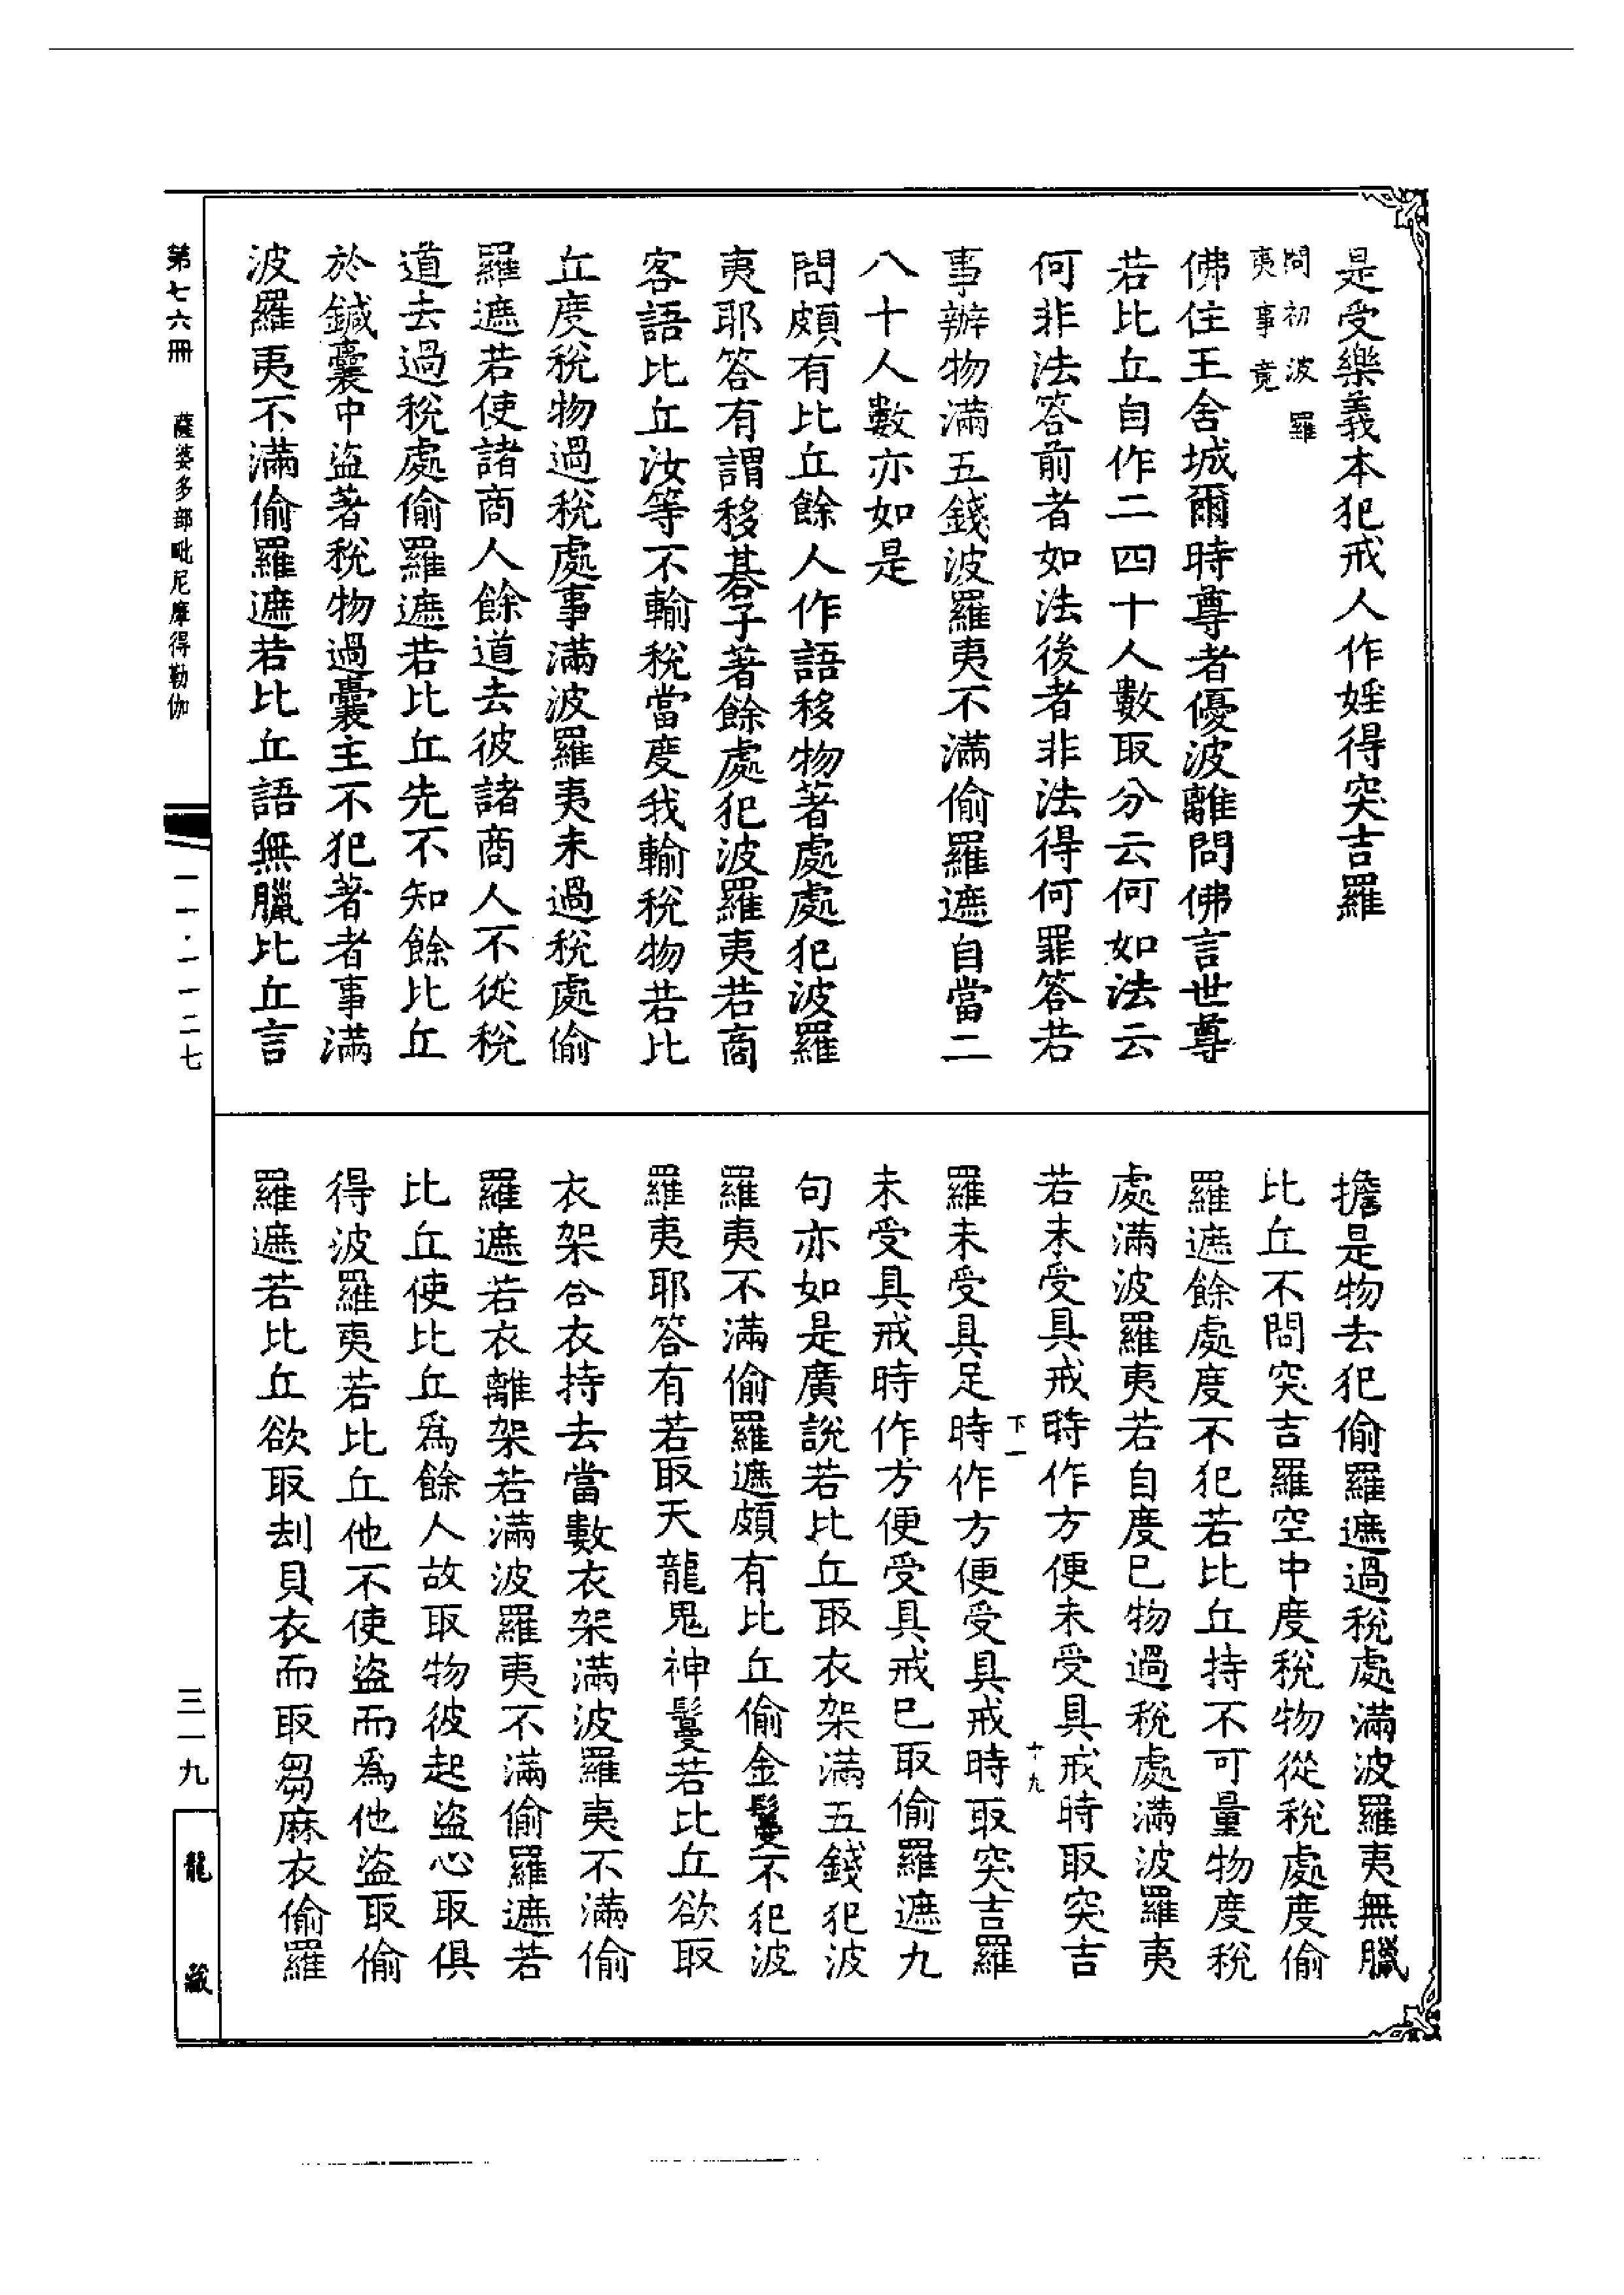 是受樂義本犯戒人作婬得突吉羅
問初波羅
夷事竟
佛住王舍城爾時尊者優波離問佛言世尊
若比丘自作二四十人數取分云何如法云
何非法答前者如法後者非法得何罪答若
事辦物滿五錢波羅夷不滿偷羅遮自當二
八十人數亦如是
問頗有比丘餘人作語移物著處處犯波羅
夷耶答有謂移碁子著餘處犯波羅夷若商
客語比丘汝等不輸稅當度我輸稅物若比
丘度稅物過稅處事滿波羅夷未過稅處偷
羅遮若使諸商人餘道去彼諸商人不從稅
道去過稅處偷羅遮若比丘先不知餘比丘
於鍼囊中盜著稅物過囊主不犯著者事滿
波羅夷不滿偷羅遮若比丘語無臘比丘言
擔是物去犯偷羅遮過稅處滿波羅夷無臘
比丘不問突吉羅空中度稅物從稅處度偷
羅遮餘處度不犯若比丘持不可量物度稅
處滿波羅夷若自度已物過稅處滿波羅夷
若未受具戒時作方便未受具戒時取突吉
下一
十九
羅未受具足時作方便受具戒時取突吉羅
未受具戒時作方便受具戒已取偷羅遮九
句亦如是廣說若比丘取衣架滿五錢犯波
羅夷不滿偷羅遮頗有比丘偷金鬘不犯波
羅夷耶答有若取天龍鬼神鬘若比丘欲取
衣架合衣持去當數衣架滿波羅夷不滿偷
羅遮若衣離架若滿波羅夷不滿偷羅遮若
比丘使比丘爲餘人故取物彼起盜心取俱
得波羅夷若比丘他不使盜而爲他盜取偷
羅遮若比丘欲取刦貝衣而取芻麻衣偷羅
第七六冊
薩婆多部毗尼摩得勒伽
一一·一一二七
三一九
龍藏